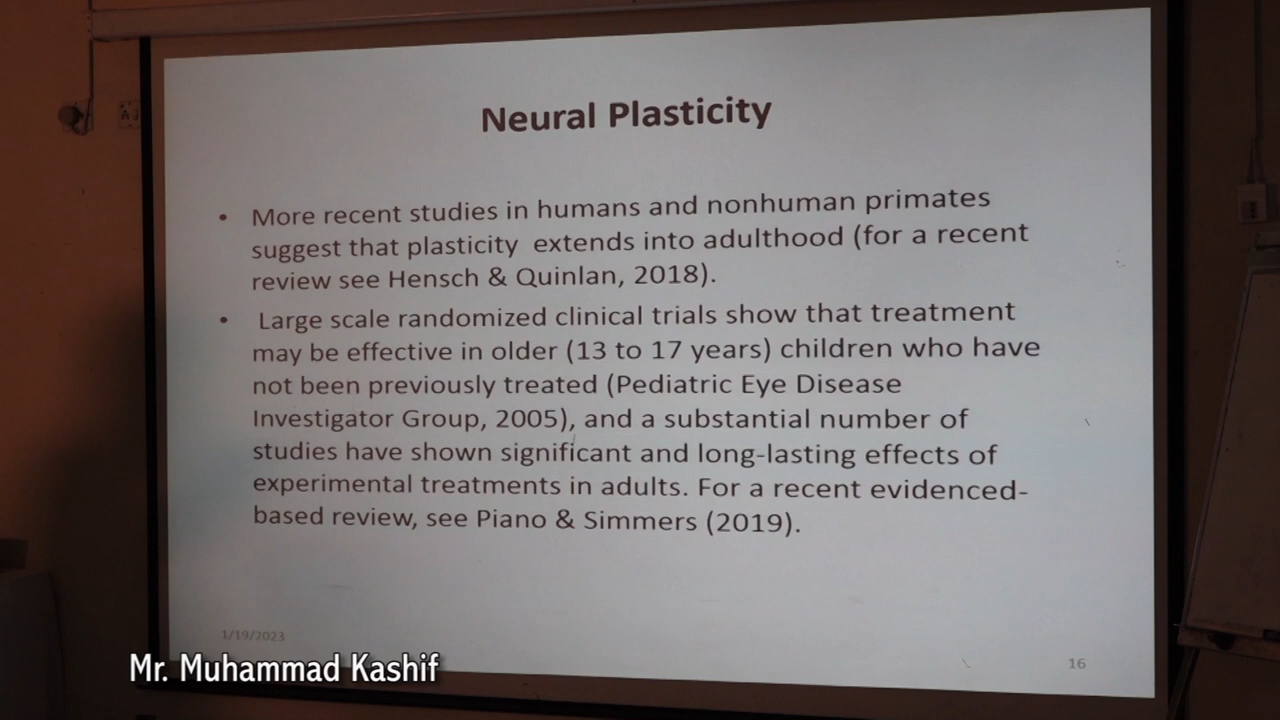 Neural Plasticity
• More recent studies in humans and nonhuman primates
suggest that plasticity extends into adulthood (for a recent
review see Hensch & Quinlan, 2018).
• Large scale randomized clinical trials show that treatment
may be effective in older (13 to 17 years) children who have
not been previously treated (Pediatric Eye Disease
Investigator Group, 2005), and a substantial number of
studies have shown significant and long-lasting effects of
experimental treatments in adults. For a recent evidenced-
based review, see Piano & Simmers (2019).
1/19/2023
16
Mr. Muhammad Kashif